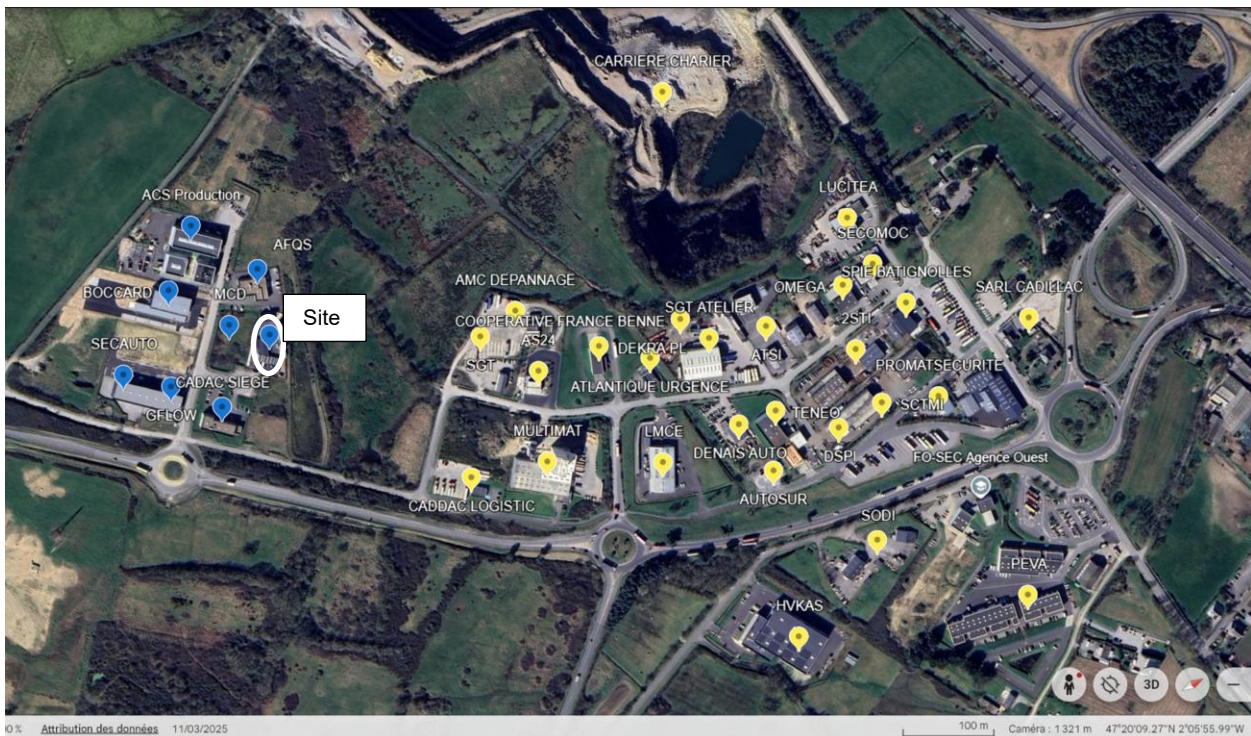 CARRIERE CHARIER
ACS Production
LUCITEA
SECOMOC
AFQS
SPIE BATIGNOLLES
AMC DEPANNAGE
OMEGA
SARL CADILLAC
BOCCARD
MCD
Site
SGT ATELIER
COOPERATIVE FRANCE BENNE
2STI
SECAUTO
AS24
DEKRA PL
ATSI
SGT
PROMATSECURITE
CADAC SIEGE
ATLANTIQUE URGENCE
GFLOW
TENEO
SCTMI
MULTIMAT
LMCE
DENAIS AUTO
DSPI
FO-SEC Agence Ouest
CADDAC LOGISTIC
AUTOSUR
SODI
PEVA
HVKAS
3D
00 % Attribution des données 11/03/2025 100 m Caméra : 1 321 m 47°20'09.27"N 2°05'55.99"W